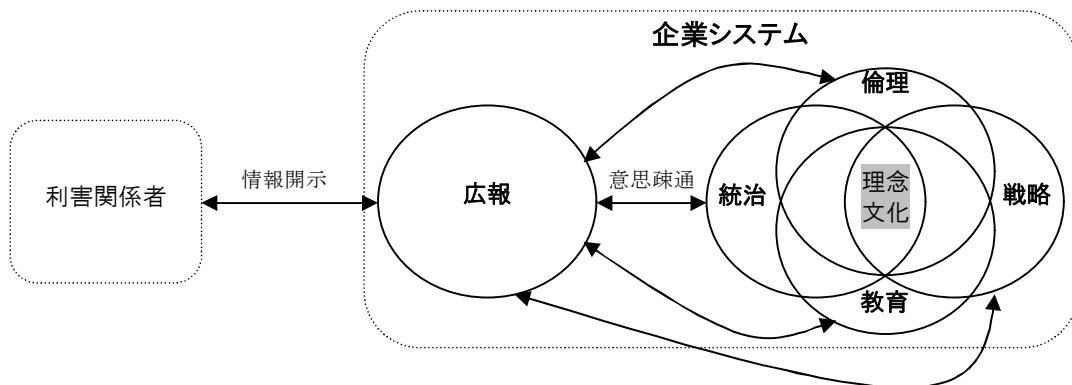 企業システム
倫理
利害関係者
情報開示
広報
意思疎通
統治
理念
文化
戦略
教育